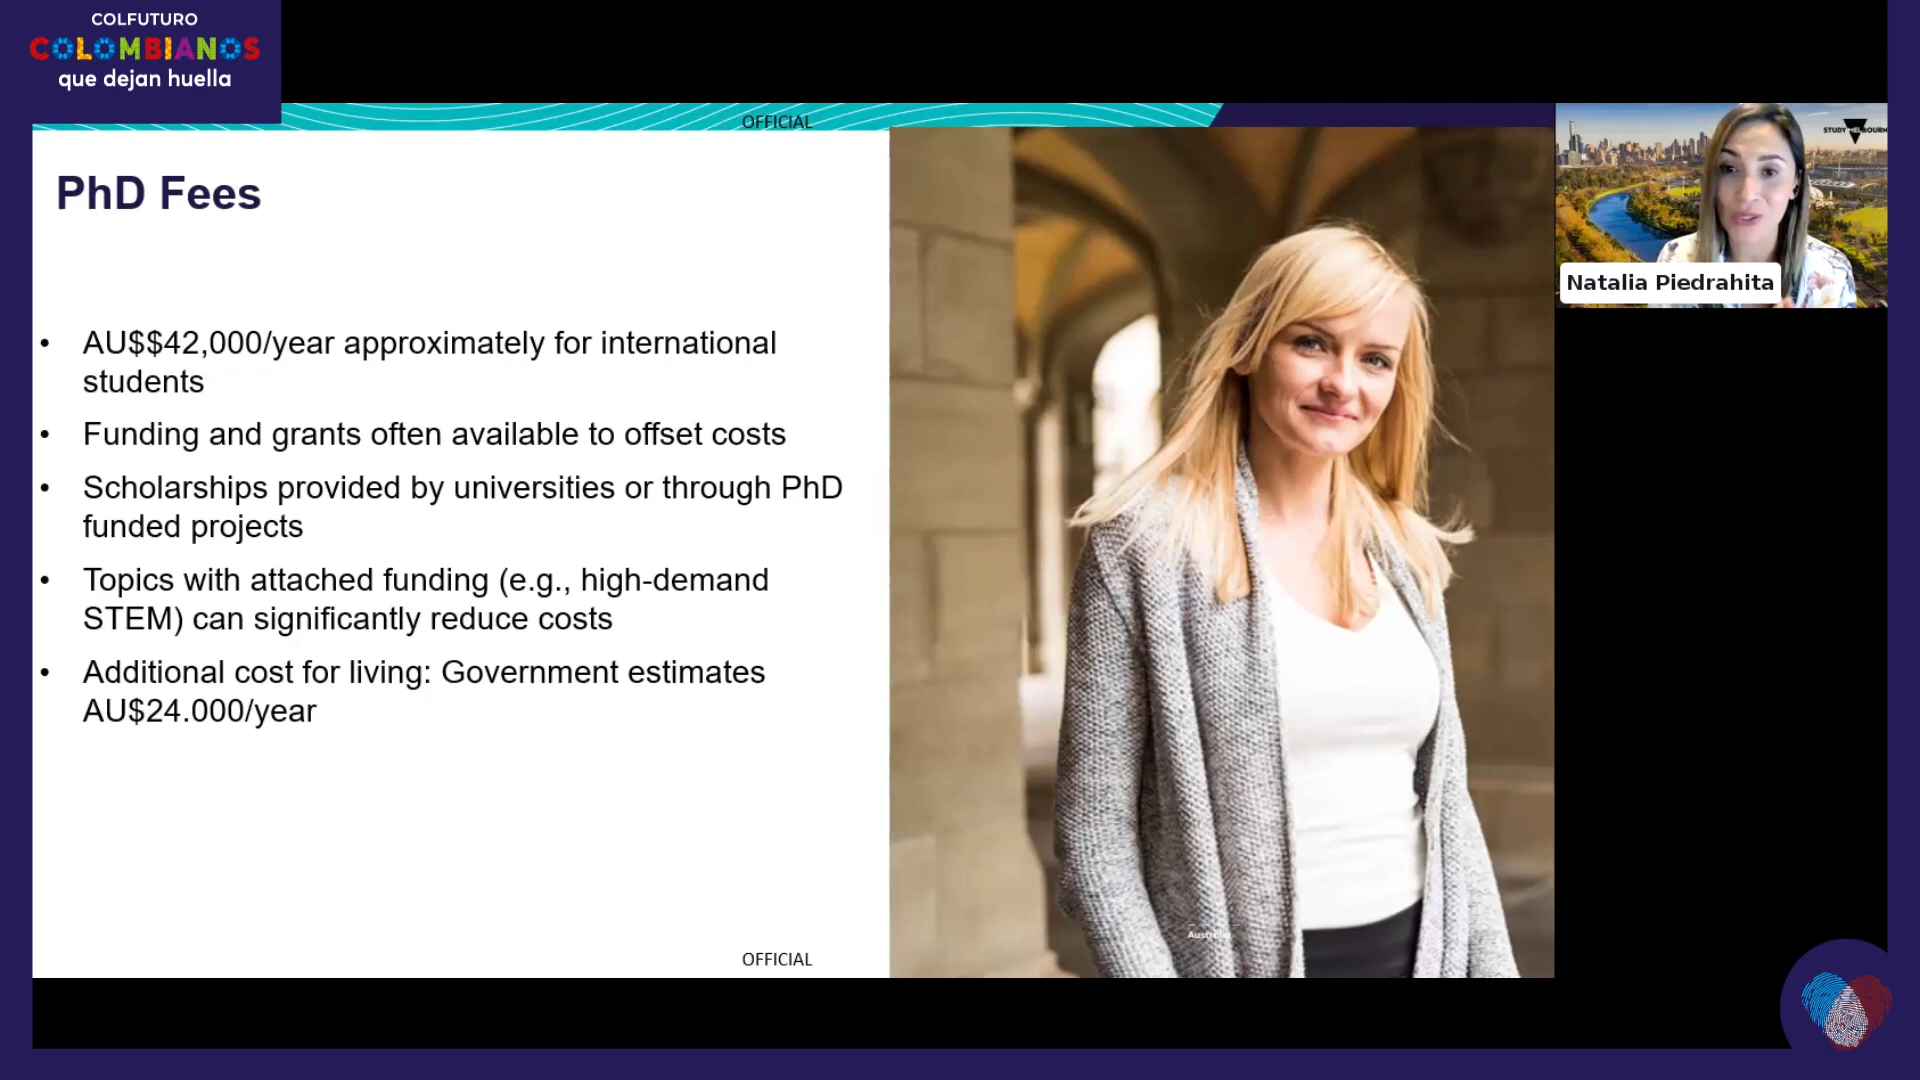 COLFUTURO
COLOMBIANOS
que dejan huella
OFFICIAL
STUDY MELBOURN
Natalia Piedrahita
PhD Fees
• AU$$42,000/year approximately for international
students
• Funding and grants often available to offset costs
• Scholarships provided by universities or through PhD
funded projects
• Topics with attached funding (e.g., high-demand
STEM) can significantly reduce costs
• Additional cost for living: Government estimates
AU$24.000/year
OFFICIAL